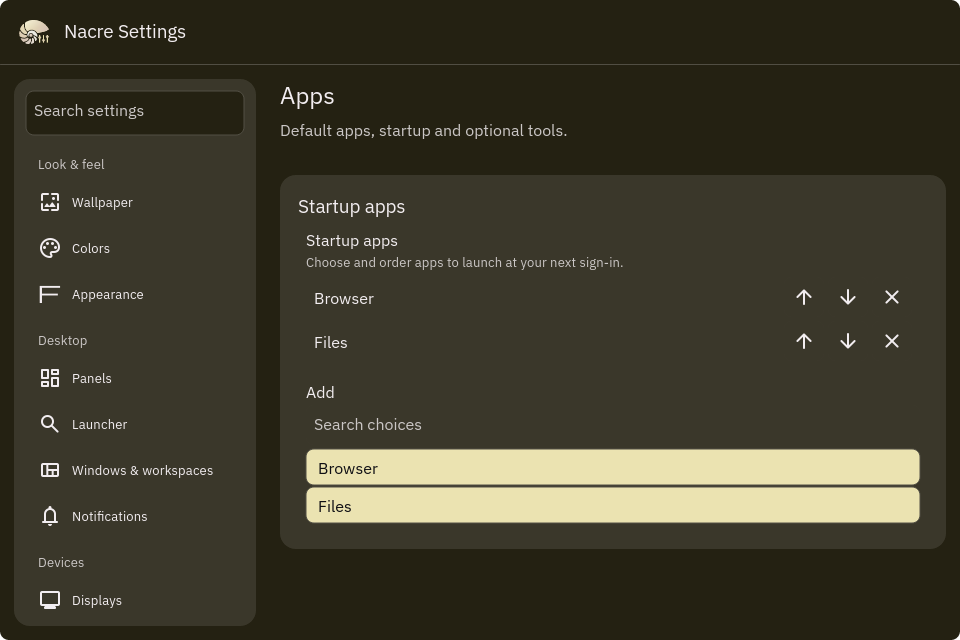 Nacre Settings
Search settings
Look & feel
Wallpaper
Colors
Appearance
Desktop
Panels
Launcher
Windows & workspaces
Notifications
Devices
Displays
Apps
Default apps, startup and optional tools.
Startup apps
Startup apps
Choose and order apps to launch at your next sign-in.
Browser
Files
Add
Search choices
Browser
Files